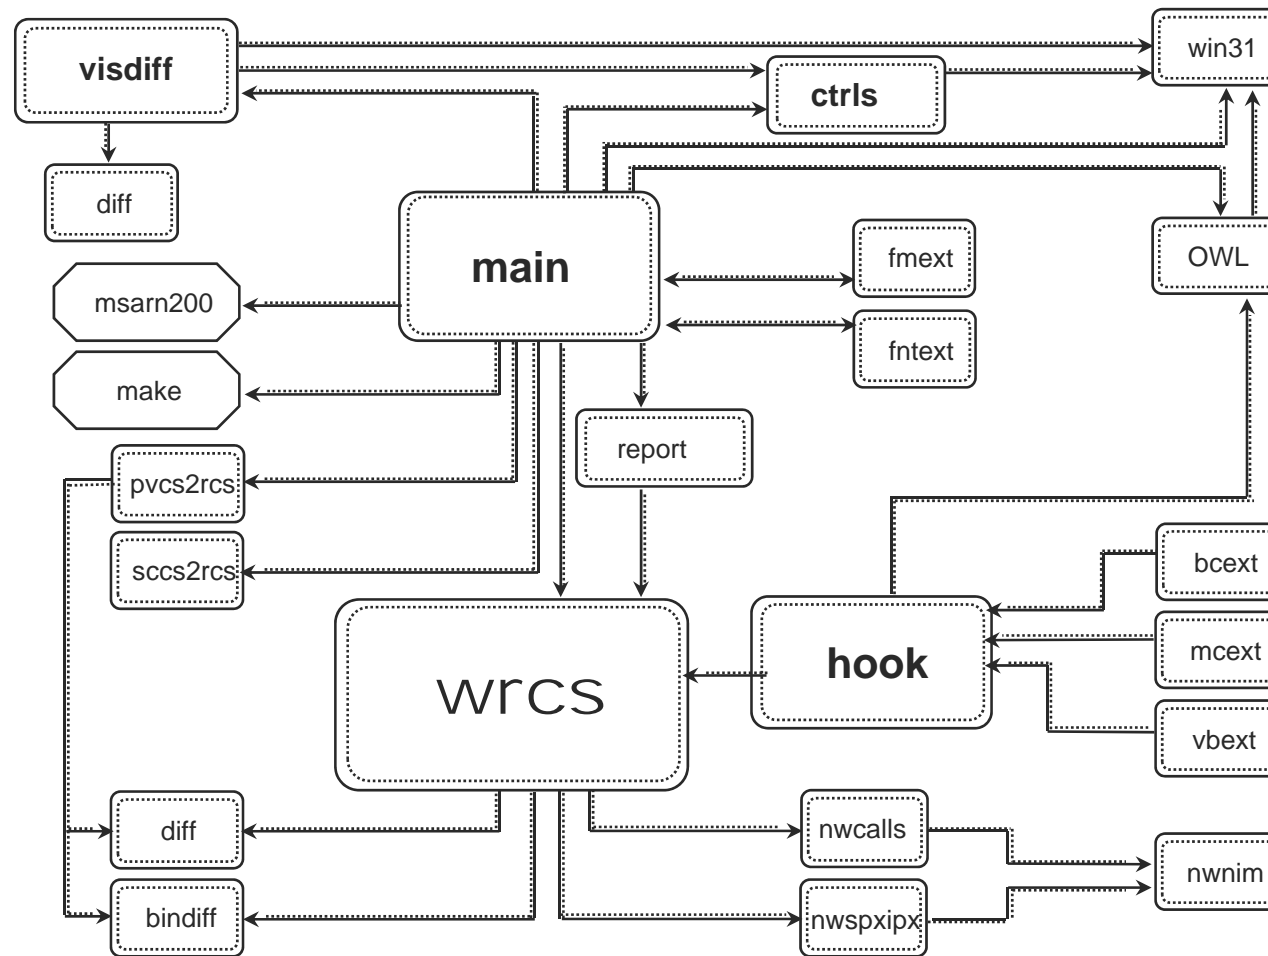 visdiff
win31
ctrls
diff
main
fmext
OWL
msarn200
fntext
make
report
pvcs2rcs
sccs2rcs
bcext
hook
mcext
wrcs
vbext
diff
nwcalls
nwnim
bindiff
nwspxipx